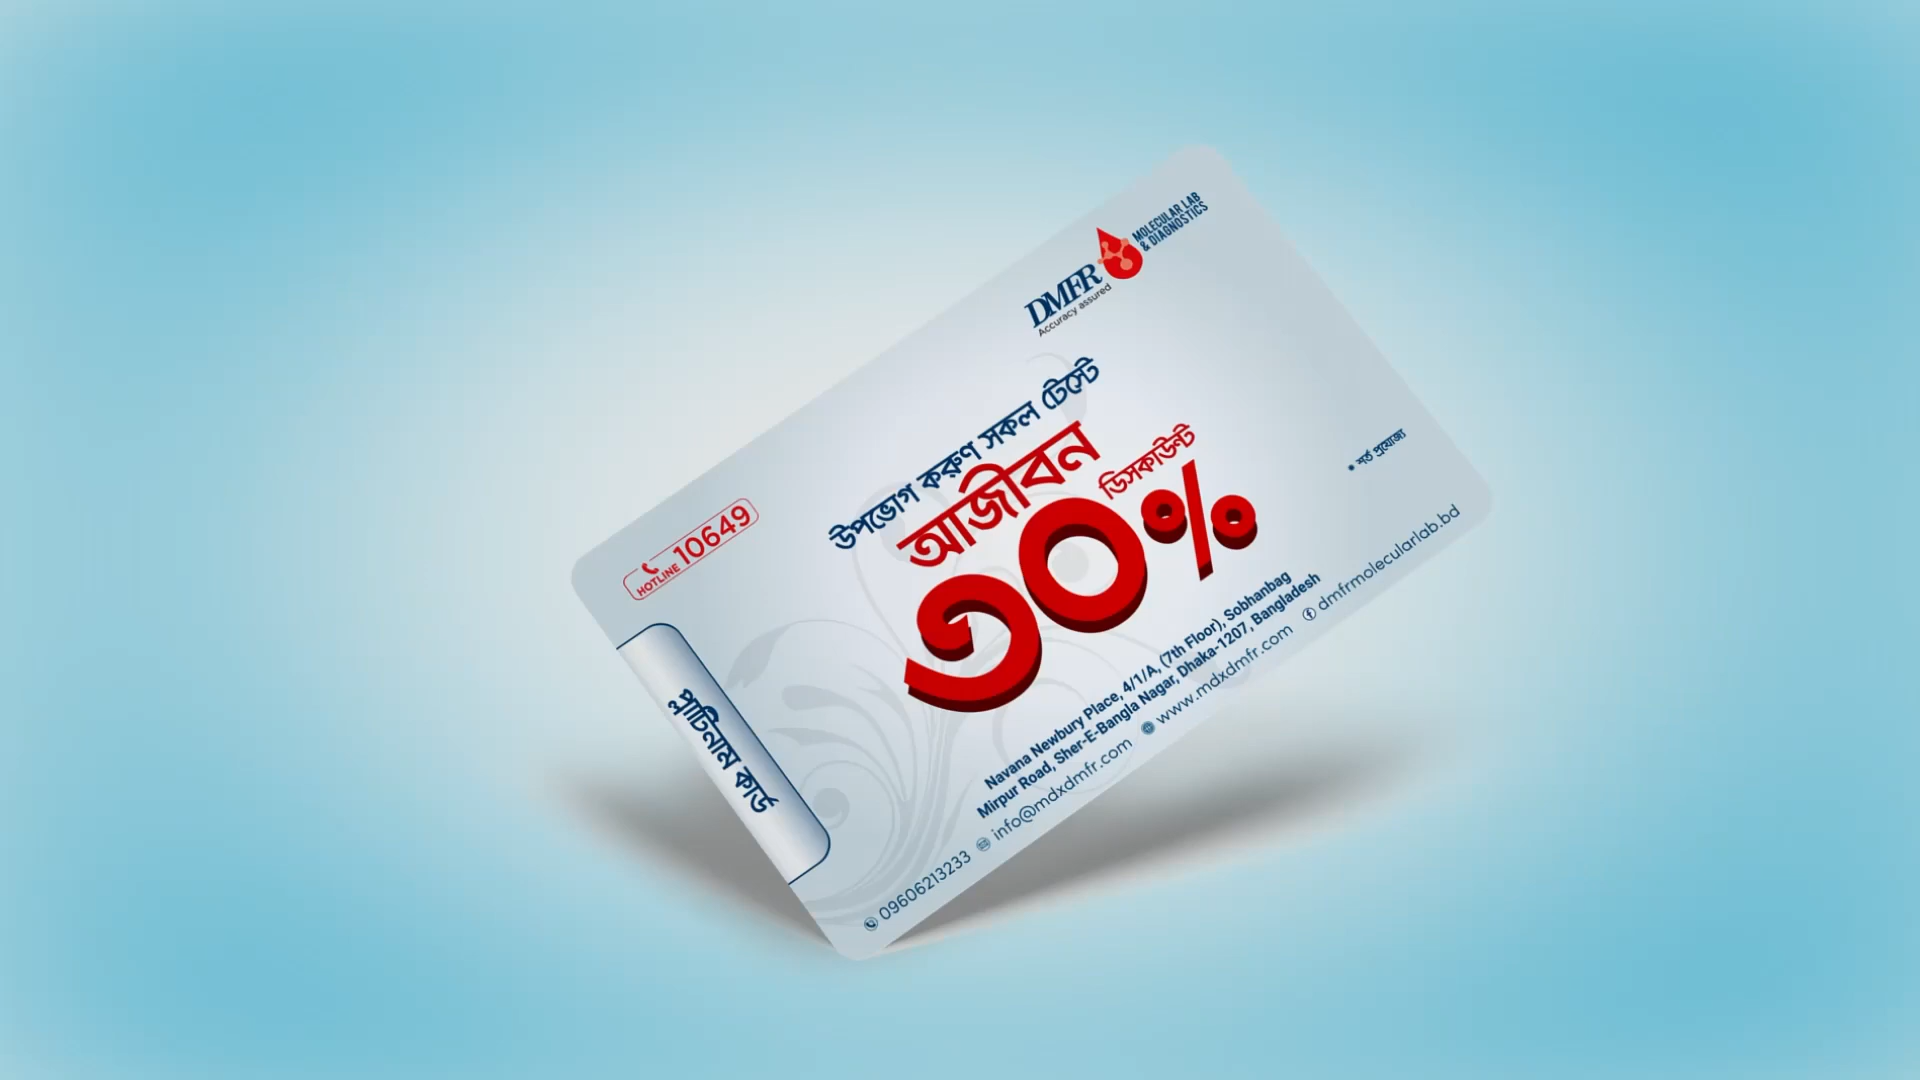 DMFR
Accuracy assured
MOLECULAR LAB
& DIAGNOSTICS
HOTLINE 10649
উপভোগ করুণ সকল টেস্টে
আজীবন
ডিসকাউন্ট
৩০%
* শর্ত প্রযোজ্য
প্লাটিনাম কার্ড
Navana Newbury Place, 4/1/A, (7th Floor), Sobhanbag
Mirpur Road, Sher-E-Bangla Nagar, Dhaka-1207, Bangladesh
09606213233 info@mdxdmfr.com www.mdxdmfr.com dmfrmolecularlab.bd